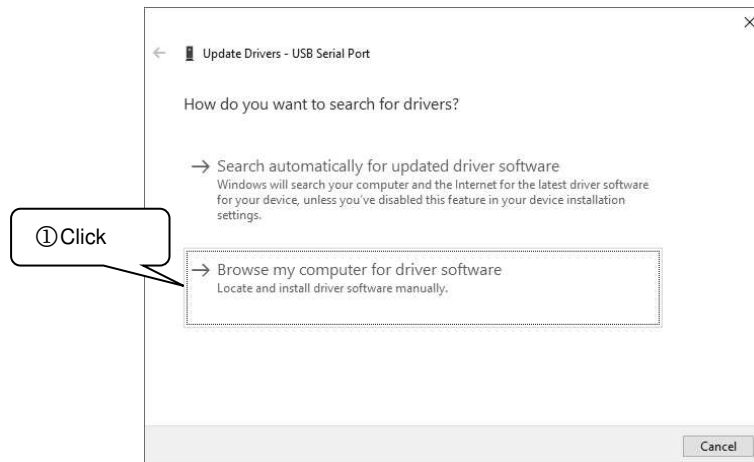 Update Drivers - USB Serial Port
How do you want to search for drivers?
Search automatically for updated driver software
Windows will search your computer and the Internet for the latest driver software
for your device, unless you've disabled this feature in your device installation
settings.
①Click
Browse my computer for driver software
Locate and install driver software manually.
Cancel